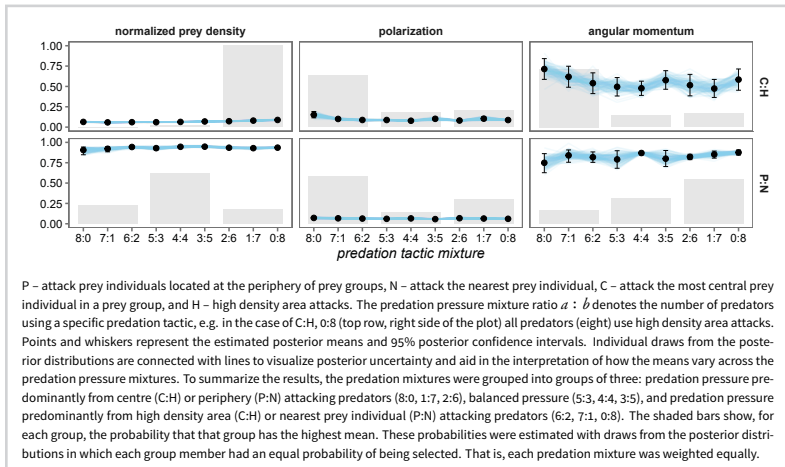 normalized prey density polarization angular momentum
1.00
0.75
0.50
0.25
0.00
C:H
1.00
0.75
0.50
0.25
0.00
P:N
8:0 7:1 6:2 5:3 4:4 3:5 2:6 1:7 0:8 8:0 7:1 6:2 5:3 4:4 3:5 2:6 1:7 0:8 8:0 7:1 6:2 5:3 4:4 3:5 2:6 1:7 0:8
predation tactic mixture
P – attack prey individuals located at the periphery of prey groups, N – attack the nearest prey individual, C – attack the most central prey
individual in a prey group, and H – high density area attacks. The predation pressure mixture ratio a : b denotes the number of predators
using a specific predation tactic, e.g. in the case of C:H, 0:8 (top row, right side of the plot) all predators (eight) use high density area attacks.
Points and whiskers represent the estimated posterior means and 95% posterior confidence intervals. Individual draws from the poste-
rior distributions are connected with lines to visualize posterior uncertainty and aid in the interpretation of how the means vary across the
predation pressure mixtures. To summarize the results, the predation mixtures were grouped into groups of three: predation pressure pre-
dominantly from centre (C:H) or periphery (P:N) attacking predators (8:0, 1:7, 2:6), balanced pressure (5:3, 4:4, 3:5), and predation pressure
predominantly from high density area (C:H) or nearest prey individual (P:N) attacking predators (6:2, 7:1, 0:8). The shaded bars show, for
each group, the probability that that group has the highest mean. These probabilities were estimated with draws from the posterior distri-
butions in which each group member had an equal probability of being selected. That is, each predation mixture was weighted equally.